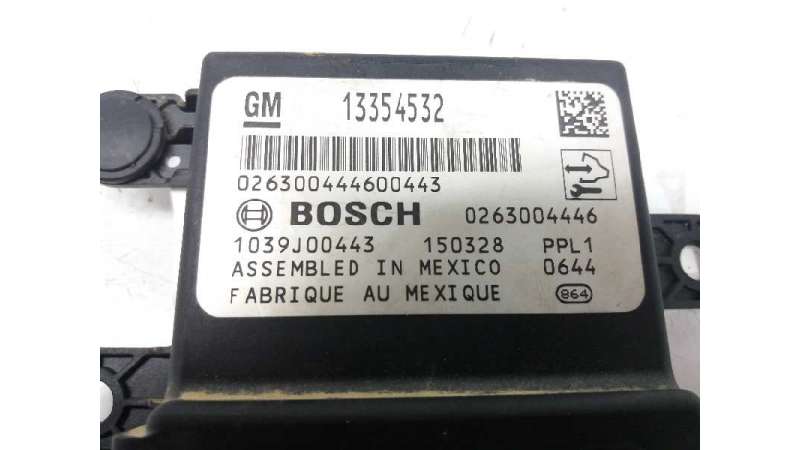 GM 13354532
026300444600443
BOSCH 0263004446
1039J00443 150328 PPL1
ASSEMBLED IN MEXICO 0644
FABRIQUE AU MEXIQUE 864